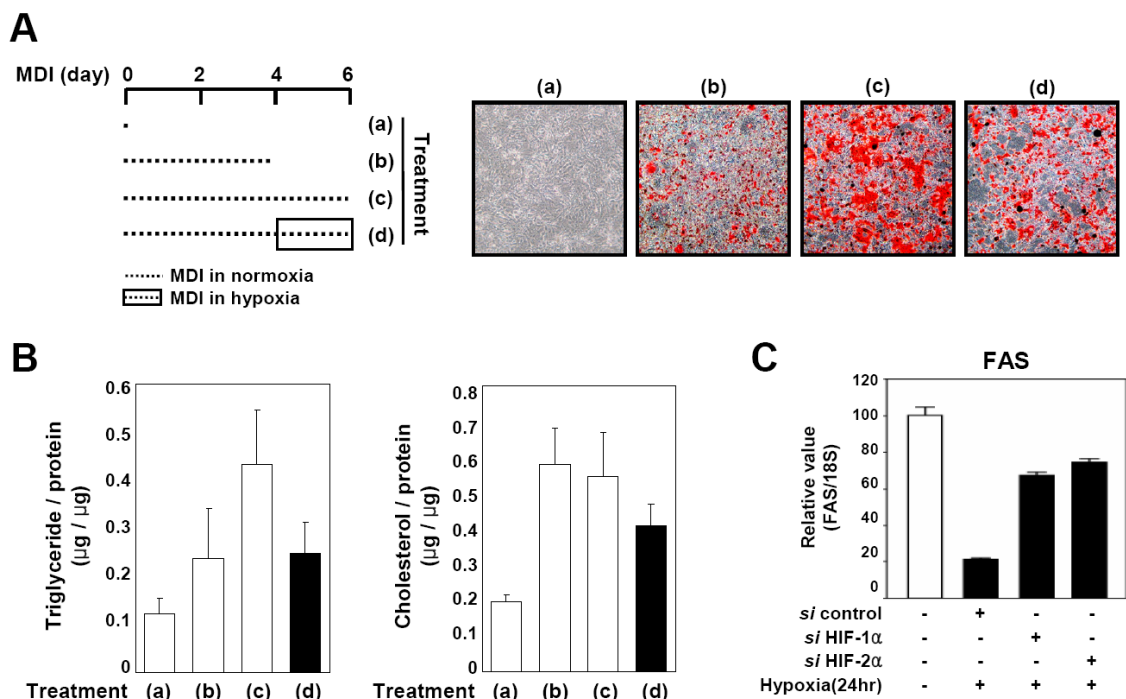 A
MDI (day) 0 2 4 6
(a)
(b)
(c)
(d)
Treatment
MDI in normoxia
MDI in hypoxia
(a) (b) (c) (d)
B
0.6
0.5
0.4
0.3
0.2
0.1
0
Triglyceride / protein
(μg / μg)
Treatment (a) (b) (c) (d)
0.8
0.7
0.6
0.5
0.4
0.3
0.2
0.1
0
Cholesterol / protein
(μg / μg)
Treatment (a) (b) (c) (d)
C
FAS
120
100
80
60
40
20
0
Relative value
(FAS/18S)
si control - + - -
si HIF-1α - - + -
si HIF-2α - - - +
Hypoxia(24hr) - + + +